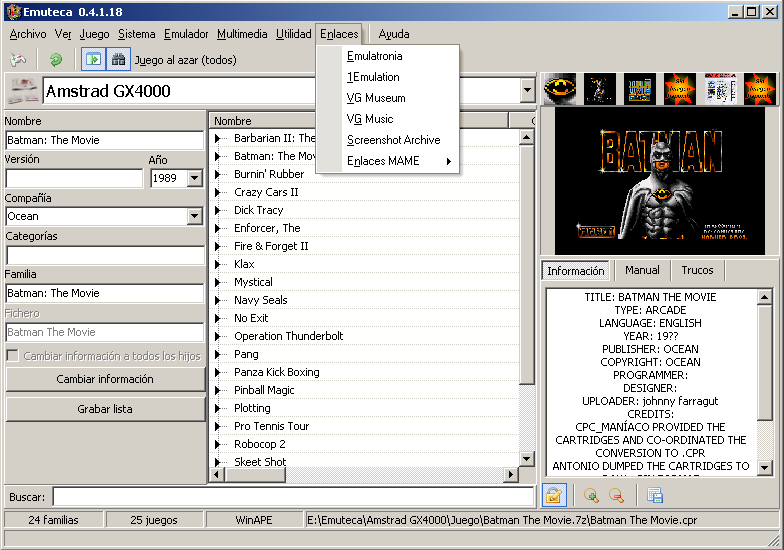 Emuteca 0.4.1.18
Archivo Ver Juego Sistema Emulador Multimedia Utilidad Enlaces Ayuda
Juego al azar (todos)
Emulatronia
1Emulation
VG Museum
VG Music
Screenshot Archive
Enlaces MAME
Amstrad GX4000
Nombre
Batman: The Movie
Versión
Año
1989
Compañía
Ocean
Categorías
Familia
Batman: The Movie
Fichero
Batman The Movie
Cambiar información a todos los hijos
Cambiar información
Grabar lista
Nombre
Barbarian II: The
Batman: The Mov
Burnin' Rubber
Crazy Cars II
Dick Tracy
Enforcer, The
Fire & Forget II
Klax
Mystical
Navy Seals
No Exit
Operation Thunderbolt
Pang
Panza Kick Boxing
Pinball Magic
Plotting
Pro Tennis Tour
Robocop 2
Skeet Shot
BATMAN
Información Manual Trucos
TITLE: BATMAN THE MOVIE
TYPE: ARCADE
LANGUAGE: ENGLISH
YEAR: 19??
PUBLISHER: OCEAN
COPYRIGHT: OCEAN
PROGRAMMER:
DESIGNER:
UPLOADER: johnny farragut
CREDITS:
CPC_MANÍACO PROVIDED THE
CARTRIDGES AND CO-ORDINATED THE
CONVERSION TO .CPR
ANTONIO DUMPED THE CARTRIDGES TO
Buscar:
24 familias
25 juegos
WinAPE
E:\Emuteca\Amstrad GX4000\Juego\Batman The Movie.7z\Batman The Movie.cpr